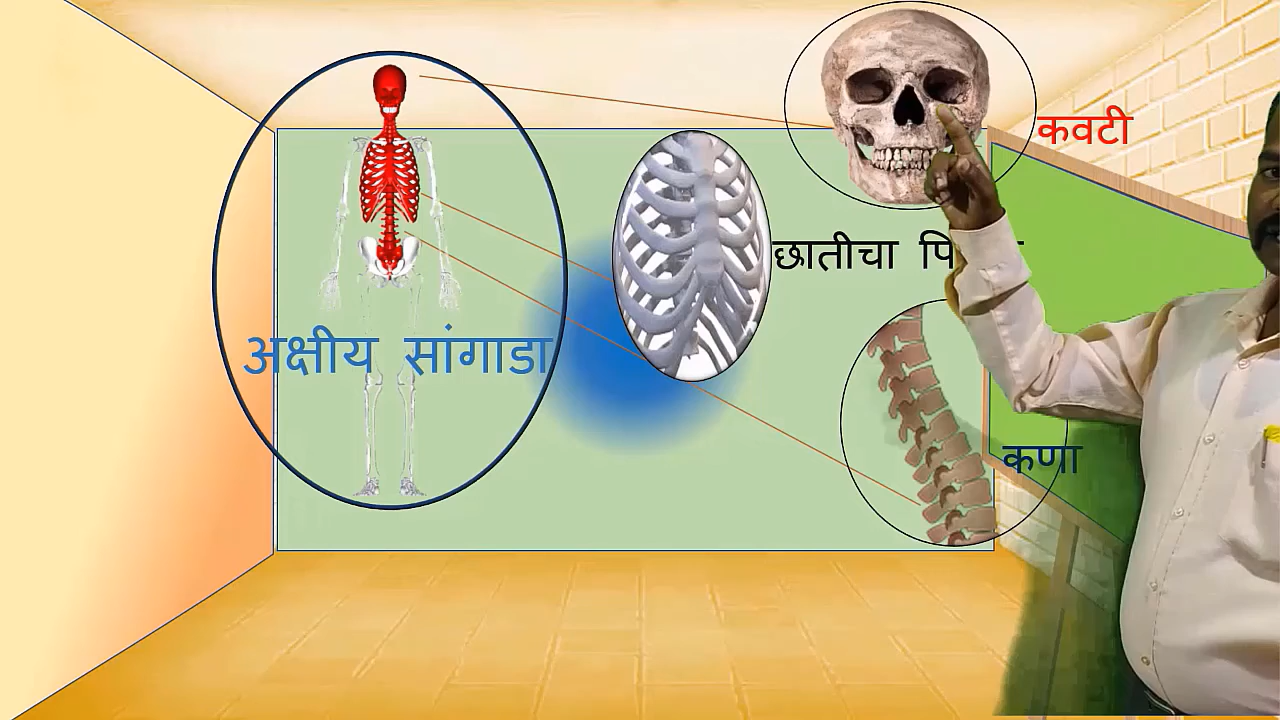 कवटी
छातीचा
अक्षीय सांगाडा
कणा